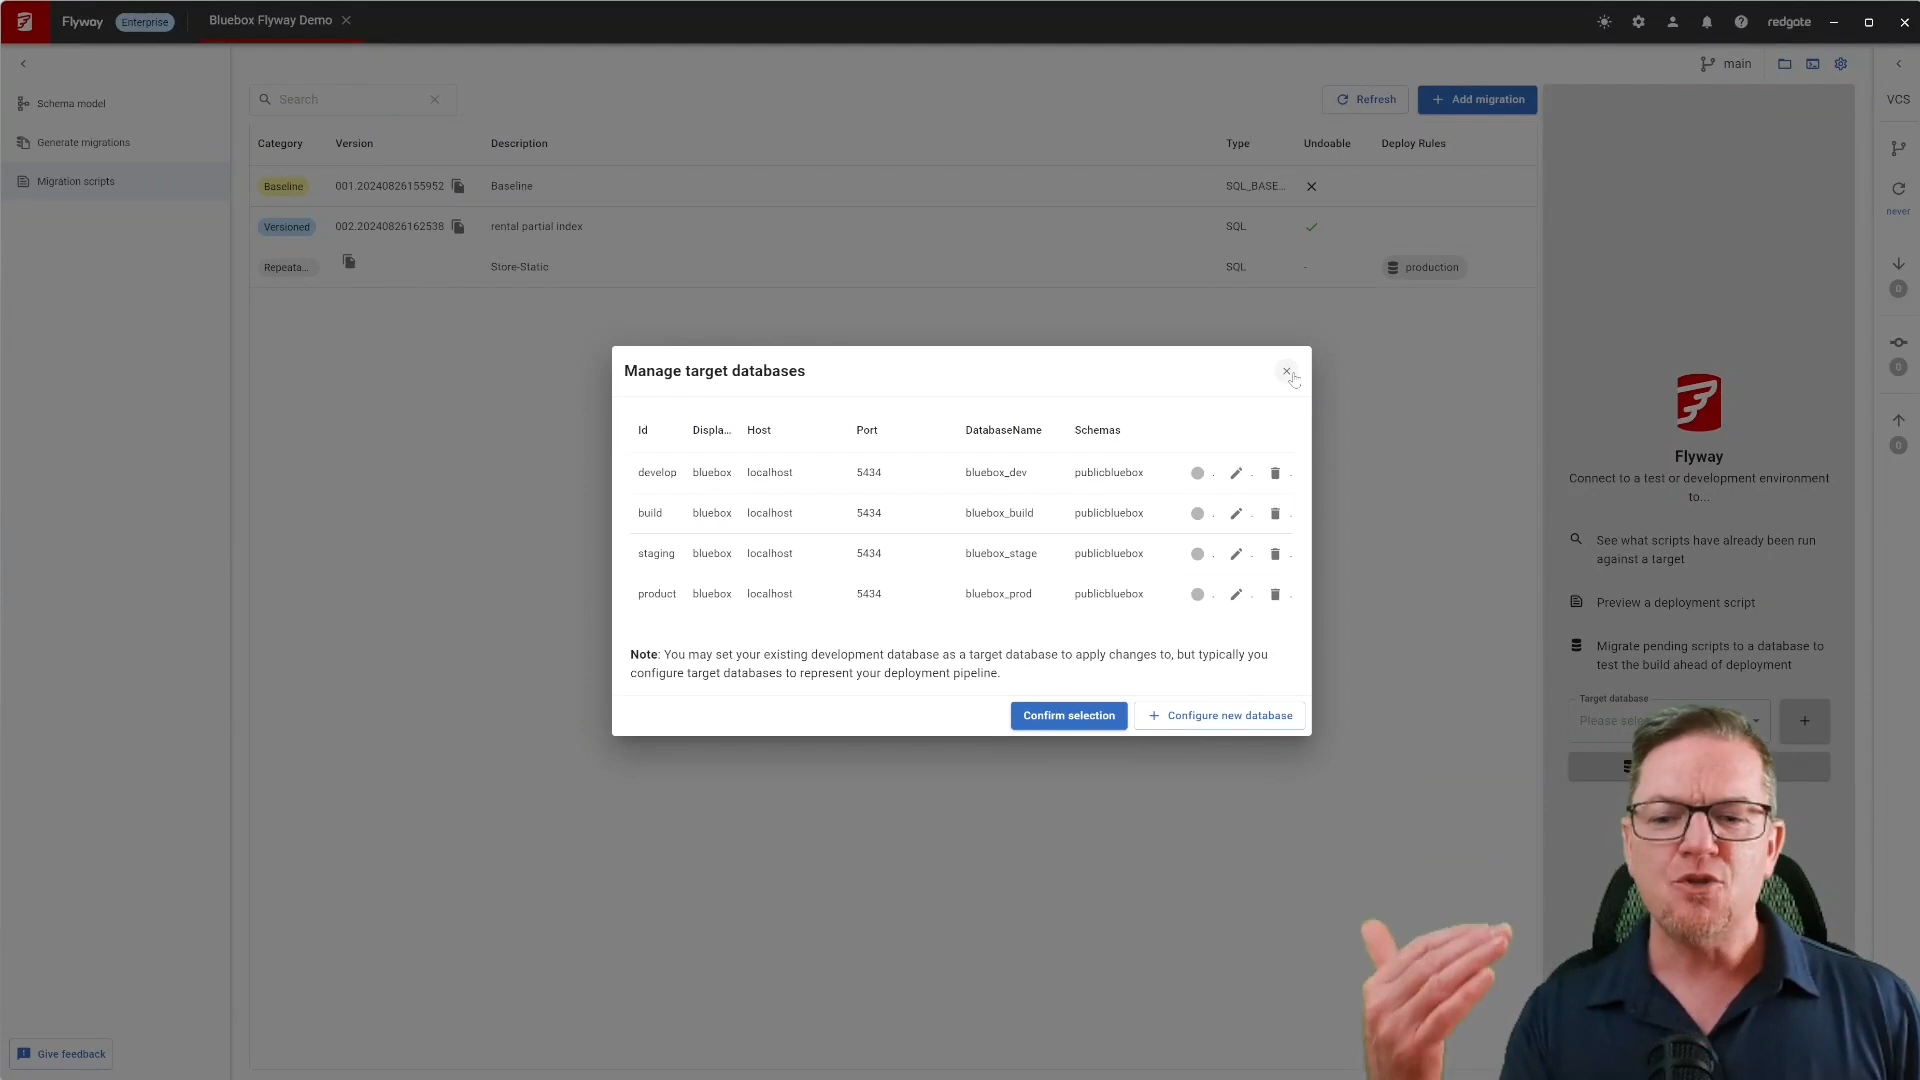 Flyway
Enterprise
Bluebox Flyway Demo
redgate
main
Schema model
Search
Refresh
Add migration
VCS
Generate migrations
Category
Version
Description
Type
Undoable
Deploy Rules
Migration scripts
Baseline
001.20240826155952
Baseline
SQL_BASE...
never
Versioned
002.20240826162538
rental partial index
SQL
Repeata...
Store-Static
SQL
-
production
0
0
0
Manage target databases
Id
Displa...
Host
Port
DatabaseName
Schemas
develop
bluebox
localhost
5434
bluebox_dev
publicbluebox
build
bluebox
localhost
5434
bluebox_build
publicbluebox
staging
bluebox
localhost
5434
bluebox_stage
publicbluebox
product
bluebox
localhost
5434
bluebox_prod
publicbluebox
Note: You may set your existing development database as a target database to apply changes to, but typically you
configure target databases to represent your deployment pipeline.
Confirm selection
Configure new database
Flyway
Connect to a test or development environment
to...
See what scripts have already been run
against a target
Preview a deployment script
Migrate pending scripts to a database to
test the build ahead of deployment
Target database
Please
Give feedback